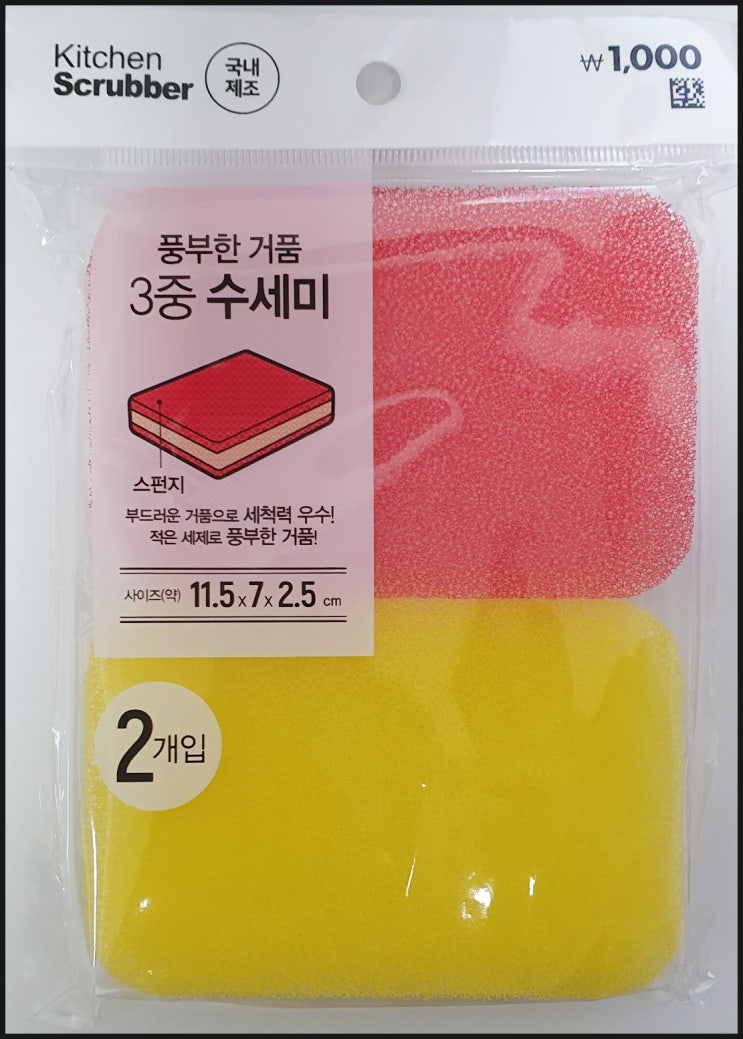 Kitchen
Scrubber
국내
제조
₩1,000
풍부한 거품
3중 수세미
스펀지
부드러운 거품으로 세척력 우수!
적은 세제로 풍부한 거품!
사이즈(약) 11.5 x 7 x 2.5 cm
2개입